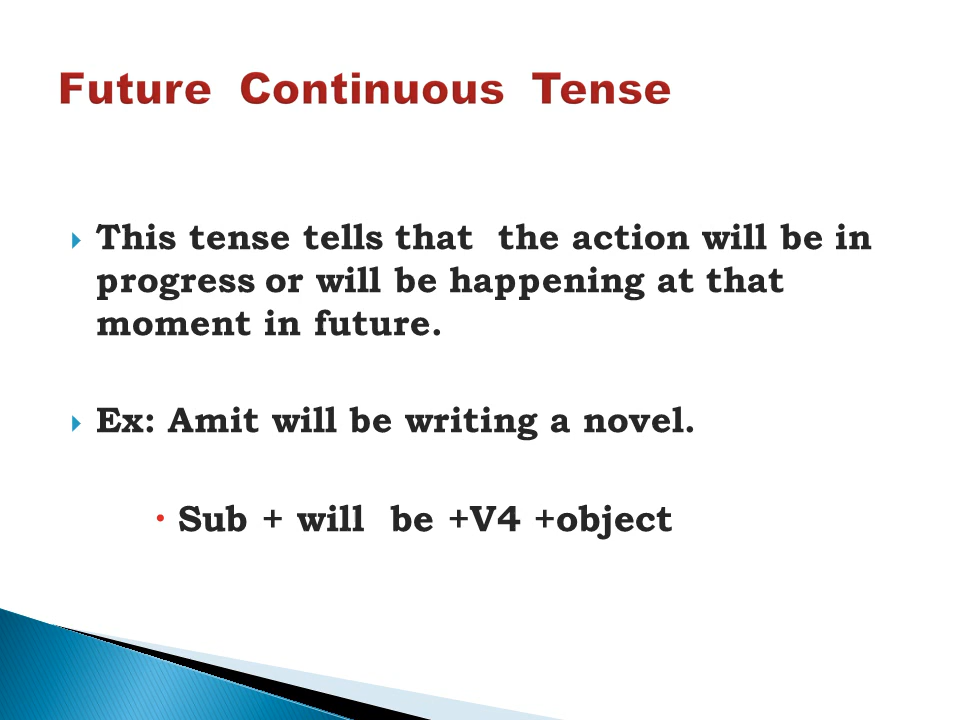 Future Continuous Tense
This tense tells that the action will be in
progress or will be happening at that
moment in future.
Ex: Amit will be writing a novel.
Sub + will be +V4 +object